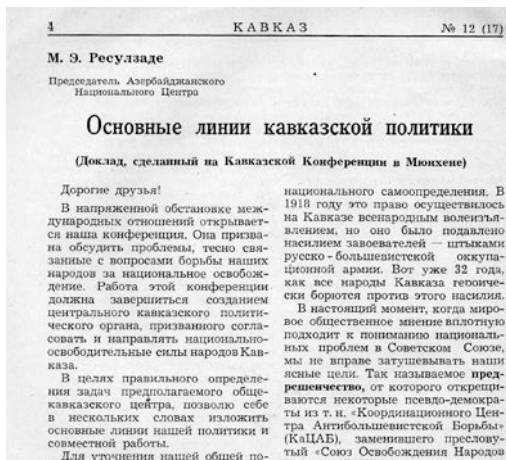 4
КАВКАЗ
№ 12 (17)
М. Э. Ресулзаде
Председатель Азербайджанского
Национального Центра
Основные линии кавказской политики
(Доклад, сделанный на Кавказской Конференции в Мюнхене)
Дорогие друзья!
В напряженной обстановке меж-
дународных отношений открывает-
ся наша конференция. Она призва-
на обсудить проблемы, тесно свя-
занные с вопросами борьбы наших
народов за национальное освобож-
дение. Работа этой конференции
должна завершиться созданием
центрального кавказского полити-
ческого органа, призванного согла-
совать и направлять национально-
освободительные силы народов Кав-
каза.
В целях правильного определе-
ния задач предполагаемого обще-
кавказского центра, позволю себе
в нескольких словах изложить
основные линии нашей политики и
совместной работы.
Для уточнения нашей общей по-
национального самоопределения. В
1918 году это право осуществилось
на Кавказе всенародным волеизъя-
влением, но оно было подавлено
насилием завоевателей — штыками
русско - большевистской оккупа-
ционной армии. Вот уже 32 года,
как все народы Кавказа героиче-
ски борются против этого насилия.
В настоящий момент, когда миро-
вое общественное мнение вплотную
подходит к пониманию националь-
ных проблем в Советском Союзе,
мы не вправе затушевывать наши
ясные цели. Так называемое пред-
решенчество, от которого открещи-
ваются некоторые псевдо-демокра-
ты из т. н. «Координационного Цен-
тра Антибольшевистской Борьбы»
(КаЦАБ), заменившего пресловy-
тый «Союз Освобождения Народов